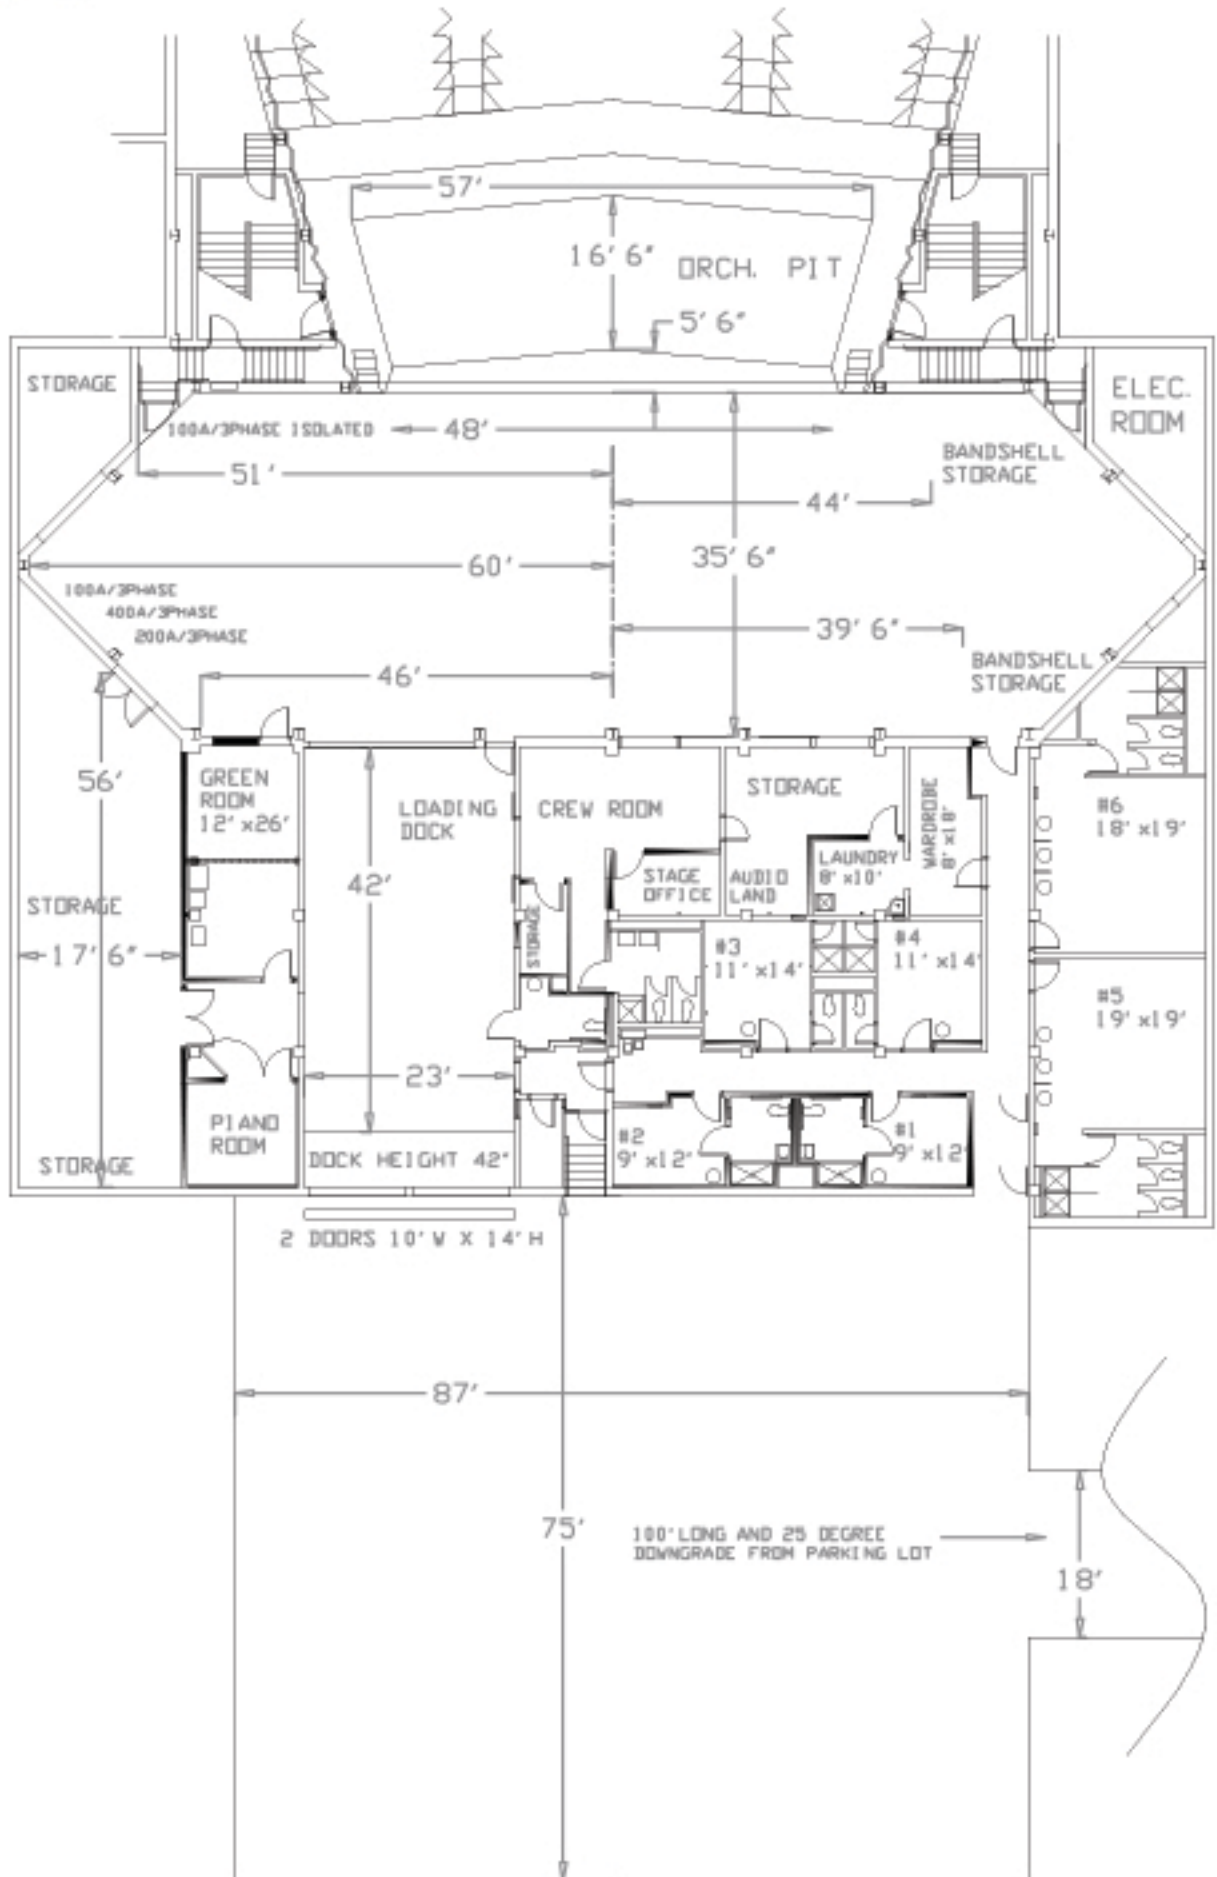 57'
16' 6"
ORCH. PIT
5' 6"
STORAGE
ELEC.
ROOM
100A/3PHASE ISOLATED
48'
BANDSHELL
STORAGE
51'
44'
35' 6"
60'
100A/3PHASE
400A/3PHASE
200A/3PHASE
39' 6"
BANDSHELL
STORAGE
46'
56'
GREEN
ROOM
12' x26'
LOADING
DOCK
CREW ROOM
STORAGE
WARDROBE
8' x18'
#6
18' x19'
42'
STAGE
OFFICE
AUDIO
LAND
LAUNDRY
8' x10'
STORAGE
STORAGE
17' 6"
#3
11' x14'
#4
11' x14'
#5
19' x19'
23'
PIANO
ROOM
STORAGE
DOCK HEIGHT 42"
#2
9' x12'
#1
9' x12'
2 DOORS 10' W X 14' H
87'
75'
100' LONG AND 25 DEGREE
DOWNGRADE FROM PARKING LOT
18'